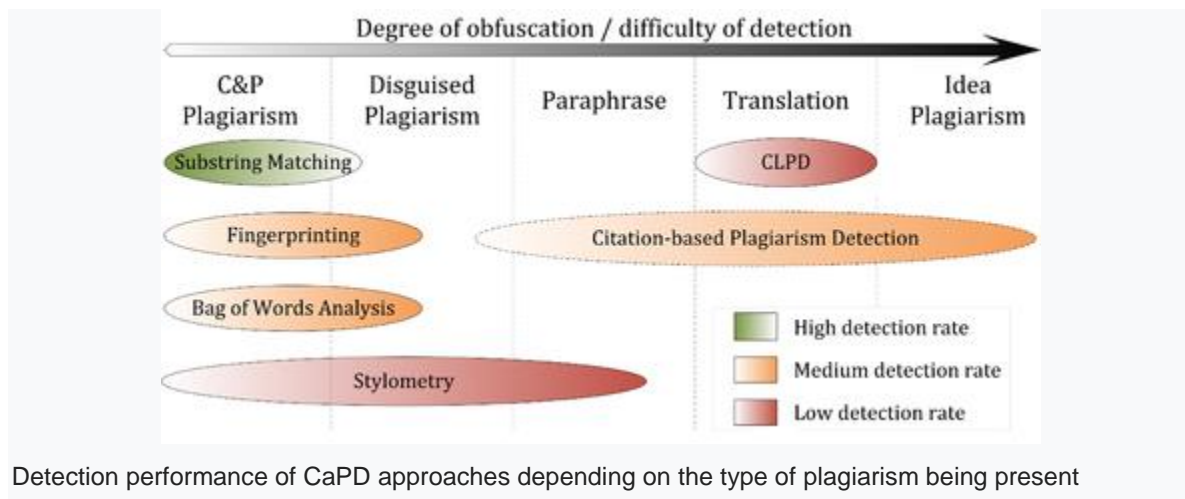 Degree of obfuscation / difficulty of detection
C&P
Plagiarism
Disguised
Plagiarism
Paraphrase
Translation
Idea
Plagiarism
Substring Matching
CLPD
Fingerprinting
Citation-based Plagiarism Detection
Bag of Words Analysis
Stylometry
High detection rate
Medium detection rate
Low detection rate
Detection performance of CaPD approaches depending on the type of plagiarism being present